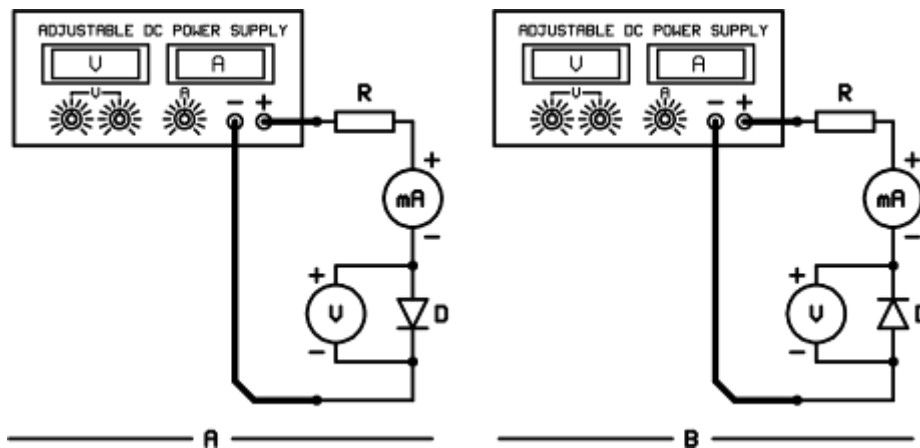 ADJUSTABLE DC POWER SUPPLY
V A
V A
- +
R
+
mA
-
+
V D
-
A
ADJUSTABLE DC POWER SUPPLY
V A
V A
- +
R
+
mA
-
+
V
-
B